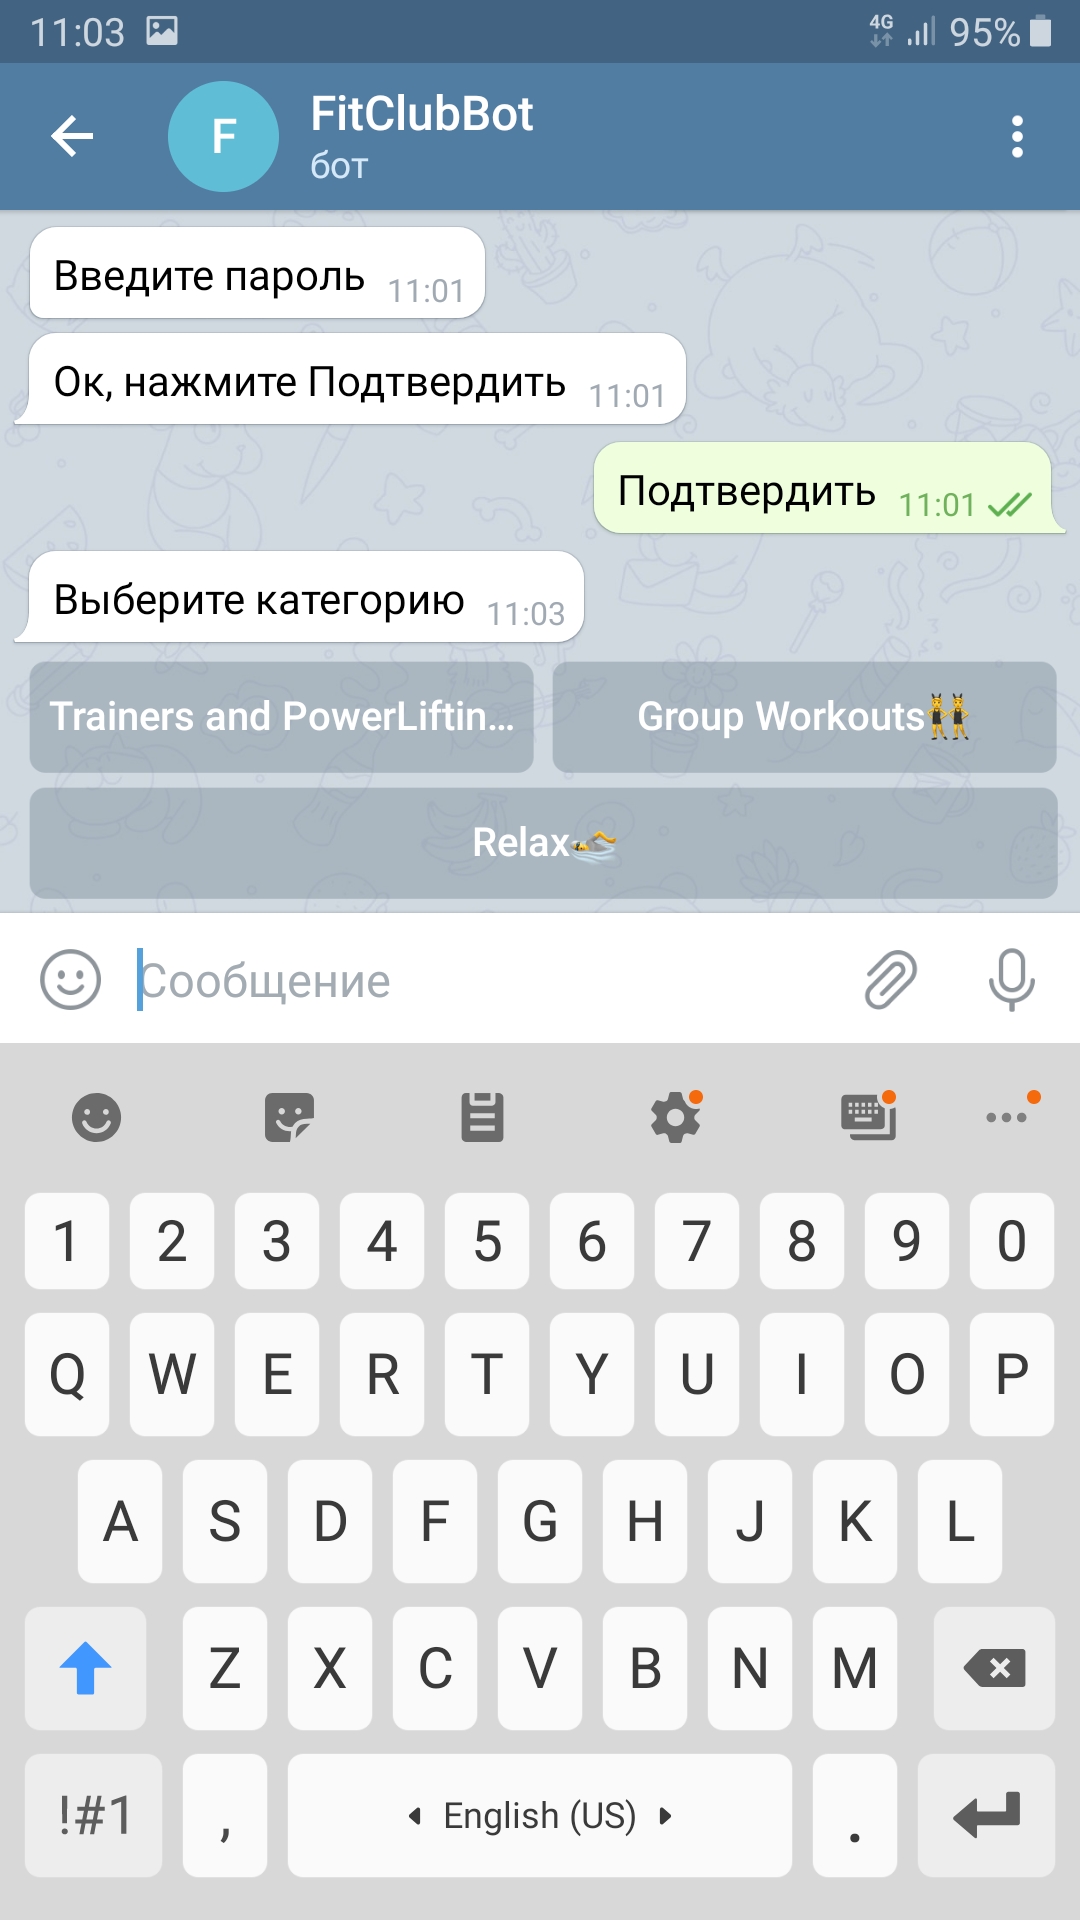 11:03 4G 95%
F FitClubBot
бот
Введите пароль 11:01
Ок, нажмите Подтвердить 11:01
Подтвердить 11:01
Выберите категорию 11:03
Trainers and PowerLiftin... Group Workouts
Relax
Сообщение
1 2 3 4 5 6 7 8 9 0
Q W E R T Y U I O P
A S D F G H J K L
Z X C V B N M
!#1 , English (US) .